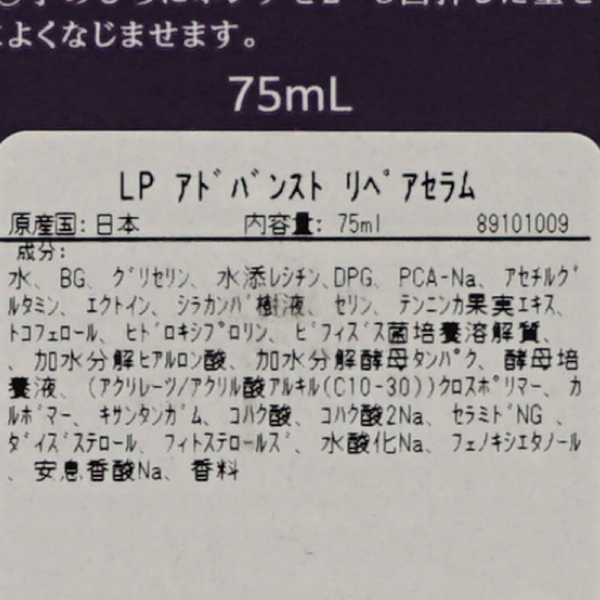 によくなじませます。
75mL
LP ｱﾄﾞﾊﾞﾝｽﾄ ﾘﾍﾟｱｾﾗﾑ
原産国: 日本 内容量: 75ml 89101009
成分:
水、 BG、 ｸﾞﾘｾﾘﾝ、 水添ﾚｼﾁﾝ、DPG、 PCA-Na、 ｱｾﾁﾙｸﾞ
ﾙﾀﾐﾝ、 ｴｸﾄｲﾝ、 ｼﾗｶﾝﾊﾞ樹液、 ｾﾘﾝ、 ﾃﾝﾆﾝｶ果実ｴｷｽ、
ﾄｺﾌｪﾛｰﾙ、 ﾋﾄﾞﾛｷｼﾌﾟﾛﾘﾝ、 ﾋﾞﾌｨｽﾞｽ菌培養溶解質、
、 加水分解ﾋｱﾙﾛﾝ酸、 加水分解酵母ﾀﾝﾊﾟｸ、 酵母培
養液、 (ｱｸﾘﾚｰﾂ/ｱｸﾘﾙ酸ｱﾙｷﾙ(C10-30))ｸﾛｽﾎﾟﾘﾏｰ、 ｶ
ﾙﾎﾞﾏｰ、 ｷｻﾝﾀﾝｶﾞﾑ、 ｺﾊｸ酸、 ｺﾊｸ酸2Na、 ｾﾗﾐﾄﾞNG 、
ﾀﾞｲｽﾞｽﾃﾛｰﾙ、 ﾌｨﾄｽﾃﾛｰﾙｽﾞ、 水酸化Na、 ﾌｪﾉｷｼｴﾀﾉｰﾙ
、 安息香酸Na、 香料